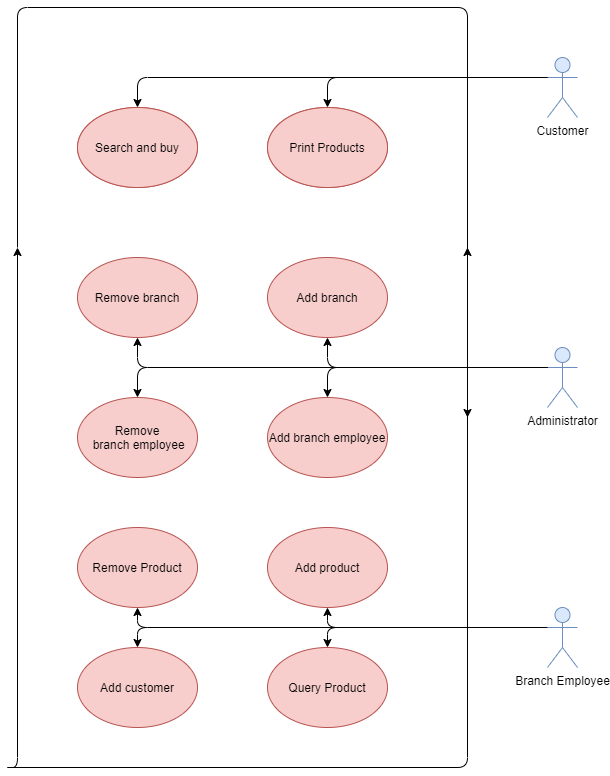 Search and buy
Print Products
Customer
Remove branch
Add branch
Administrator
Remove
branch employee
Add branch employee
Remove Product
Add product
Branch Employee
Add customer
Query Product